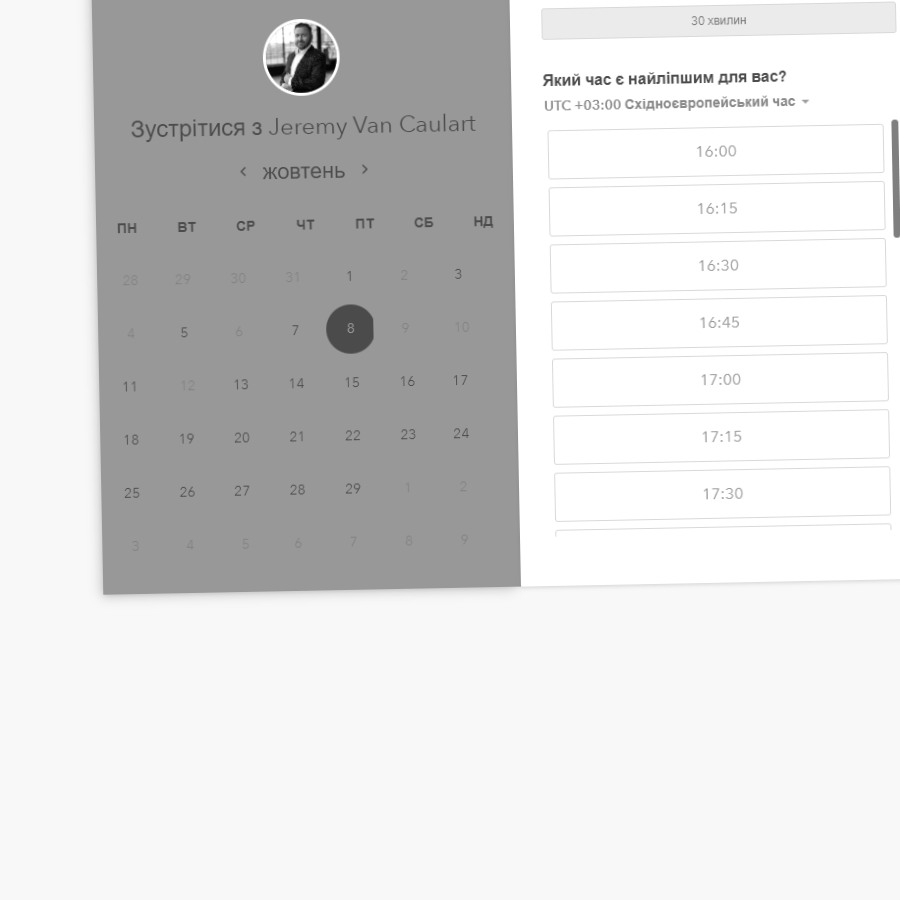 Зустрітися з Jeremy Van Caulart
‹ жовтень ›
ПН ВТ СР ЧТ ПТ СБ НД
28 29 30 31 1 2 3
4 5 6 7 8 9 10
11 12 13 14 15 16 17
18 19 20 21 22 23 24
25 26 27 28 29 1 2
3 4 5 6 7 8 9
30 хвилин
Який час є найліпшим для вас?
UTC +03:00 Східноєвропейський час
16:00
16:15
16:30
16:45
17:00
17:15
17:30